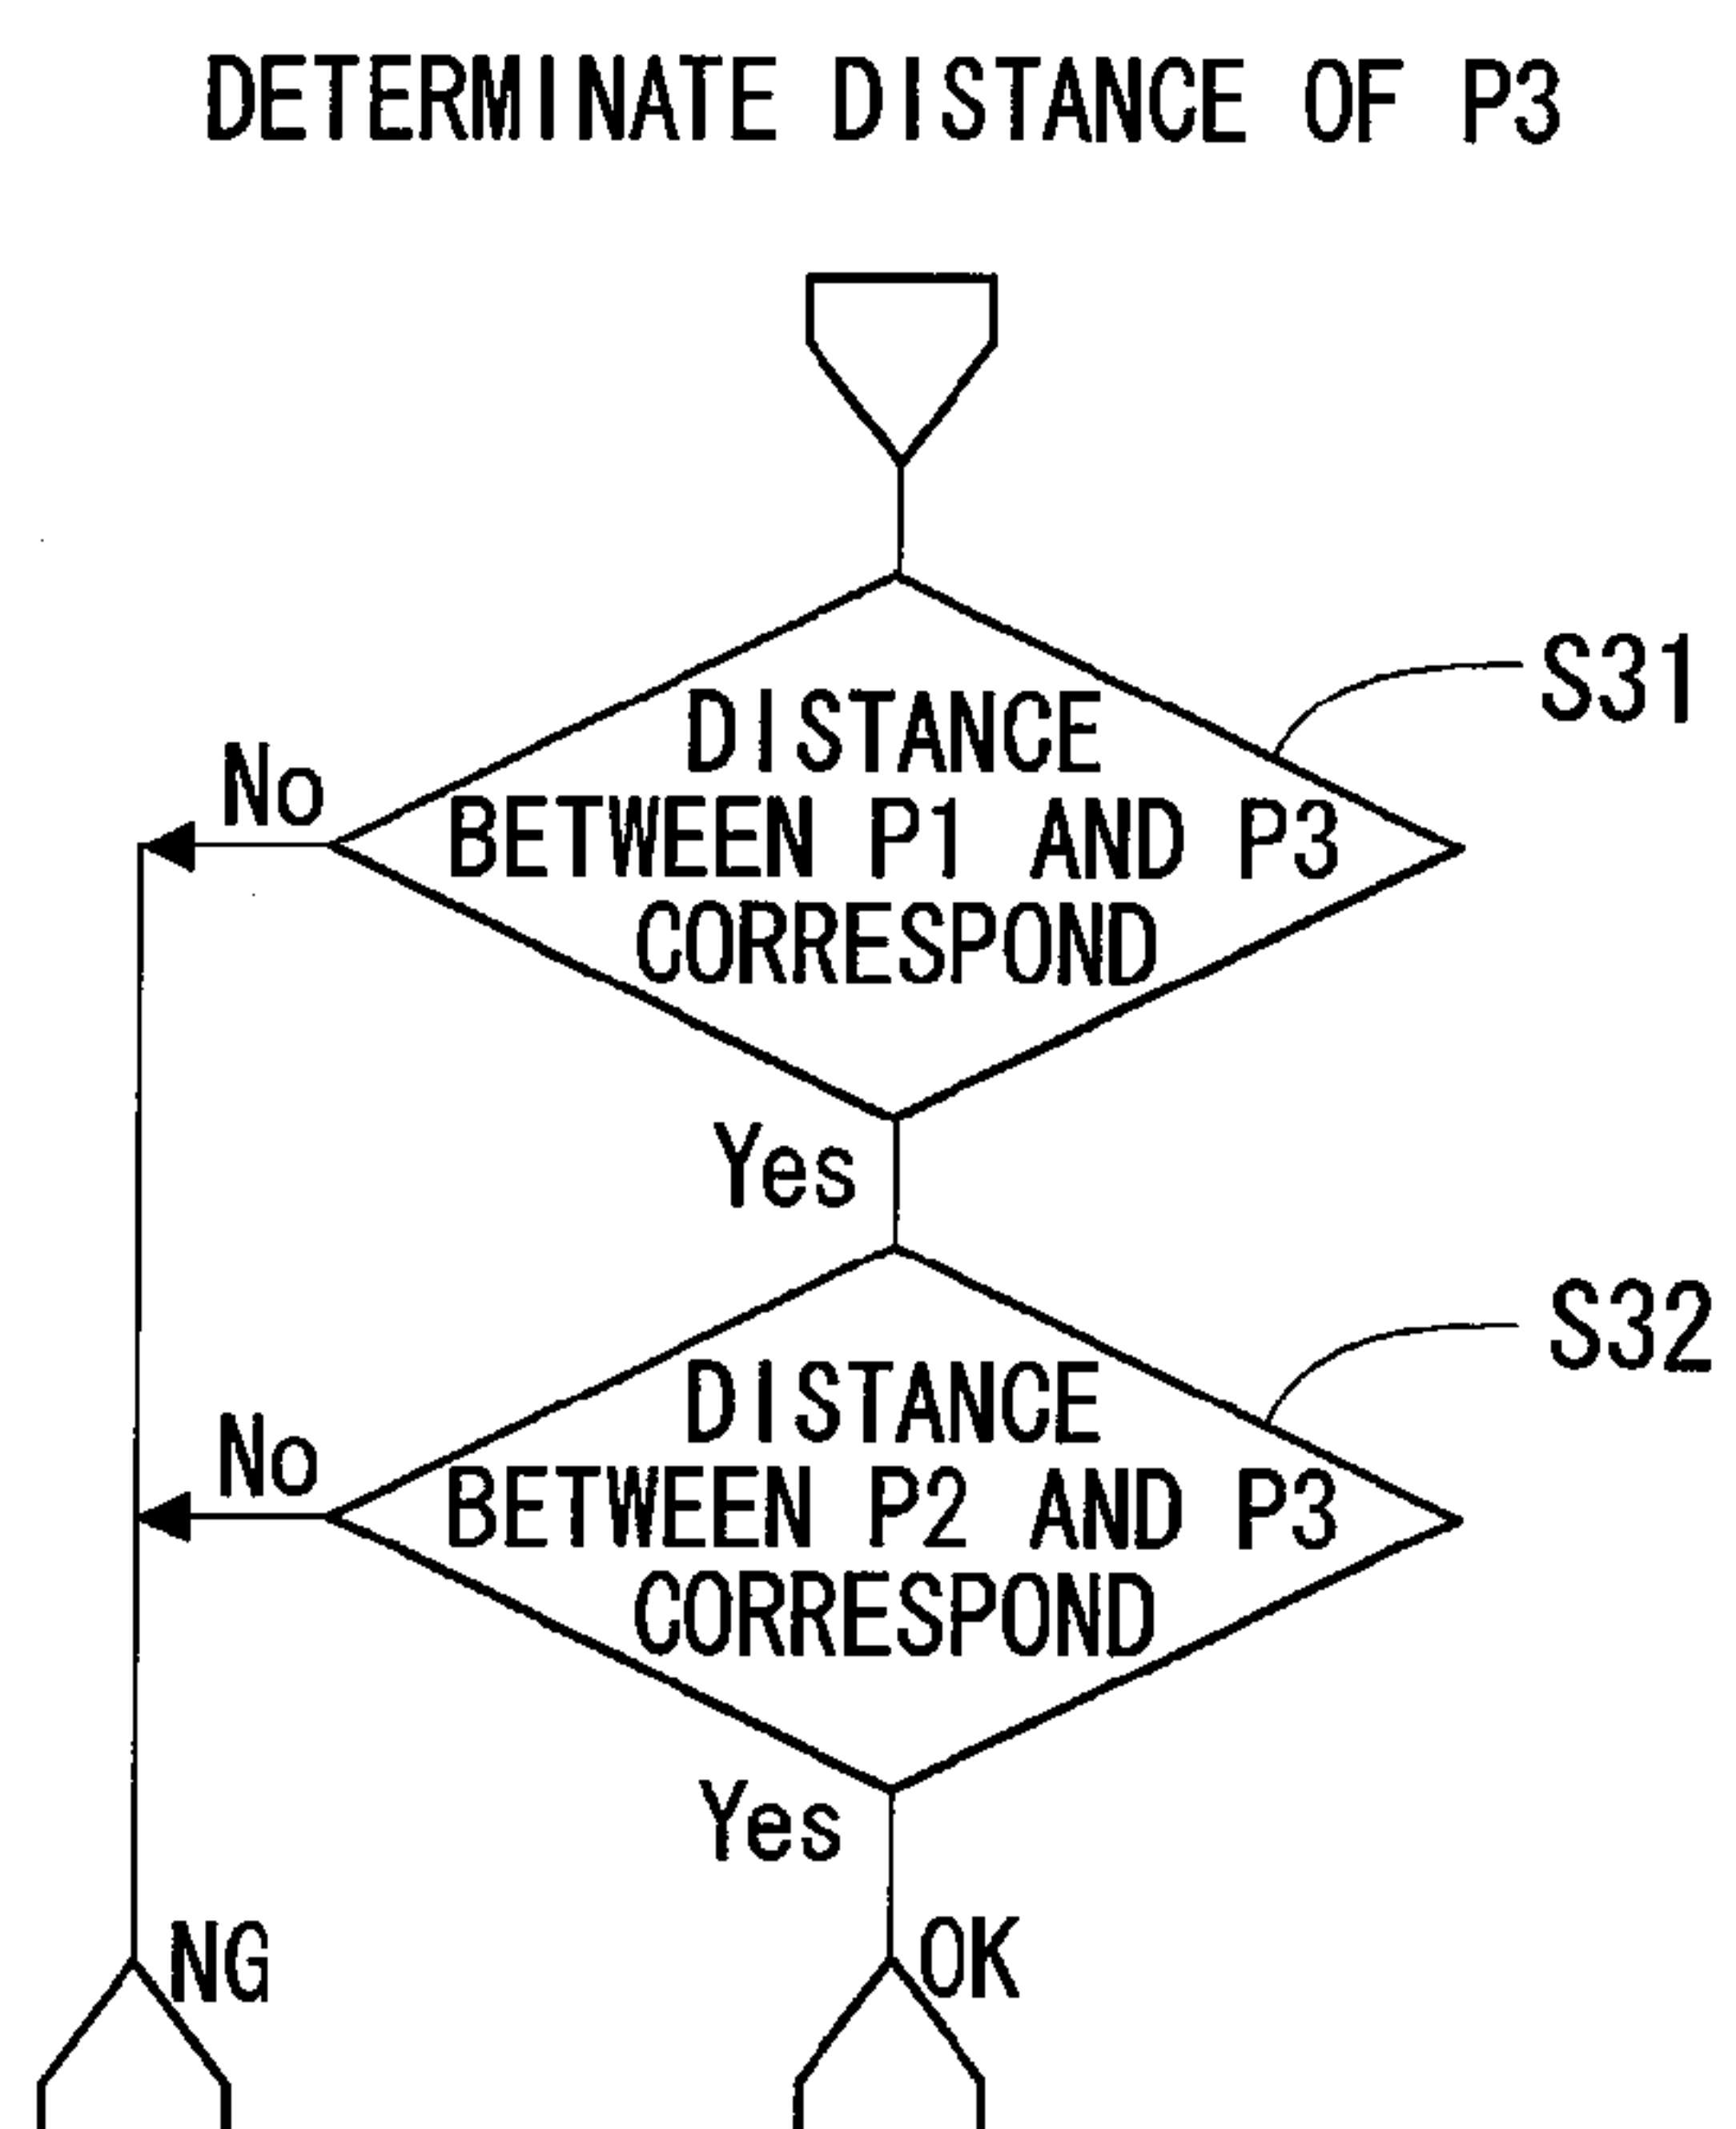 DETERMINATE DISTANCE OF P3
S31
DISTANCE
No
BETWEEN P1 AND P3
CORRESPOND
Yes
S32
DISTANCE
No
BETWEEN P2 AND P3
CORRESPOND
Yes
NG
OK